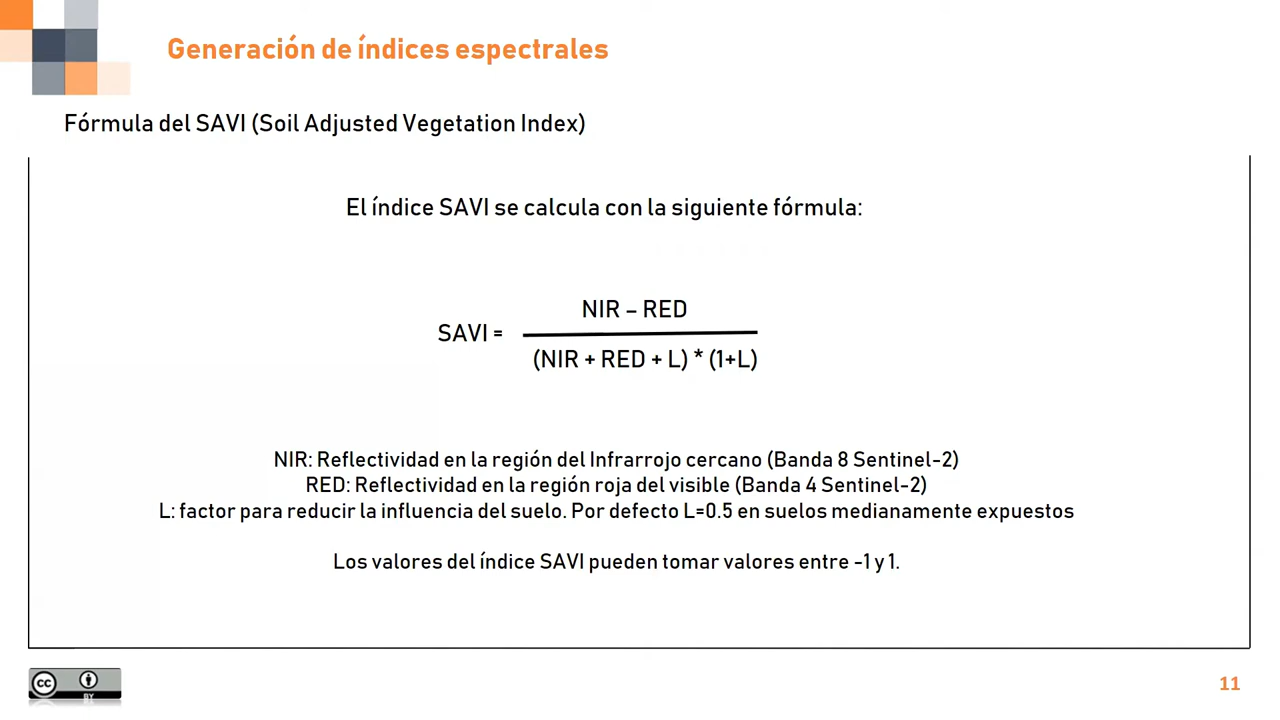 Generación de índices espectrales
Fórmula del SAVI (Soil Adjusted Vegetation Index)
El índice SAVI se calcula con la siguiente fórmula:
NIR – RED
SAVI =
(NIR + RED + L) * (1+L)
NIR: Reflectividad en la región del Infrarrojo cercano (Banda 8 Sentinel-2)
RED: Reflectividad en la región roja del visible (Banda 4 Sentinel-2)
L: factor para reducir la influencia del suelo. Por defecto L=0.5 en suelos medianamente expuestos
Los valores del índice SAVI pueden tomar valores entre -1 y 1.
cc
BY
11